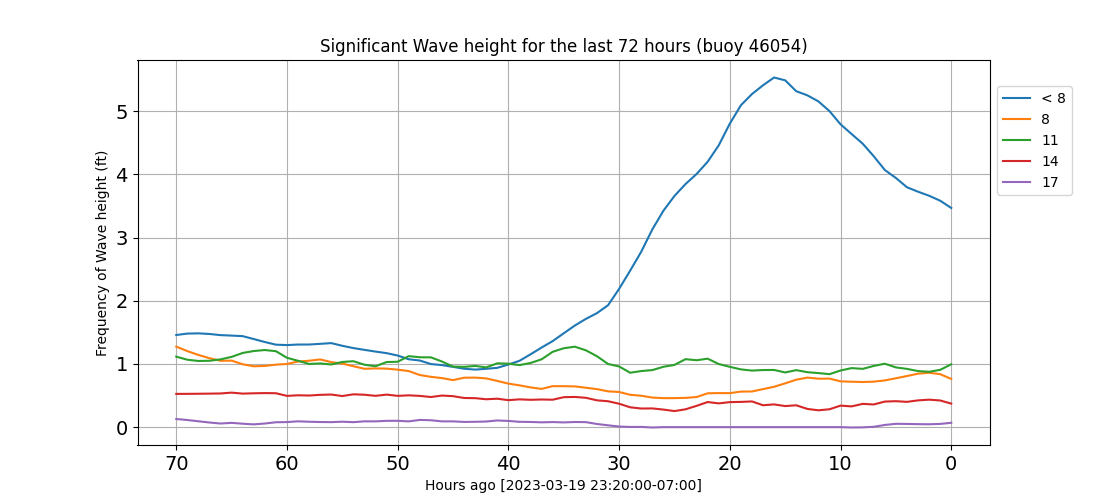 Significant Wave height for the last 72 hours (buoy 46054)
Frequency of Wave height (ft)
5
4
3
2
1
0
70 60 50 40 30 20 10 0
Hours ago [2023-03-19 23:20:00-07:00]
< 8
8
11
14
17